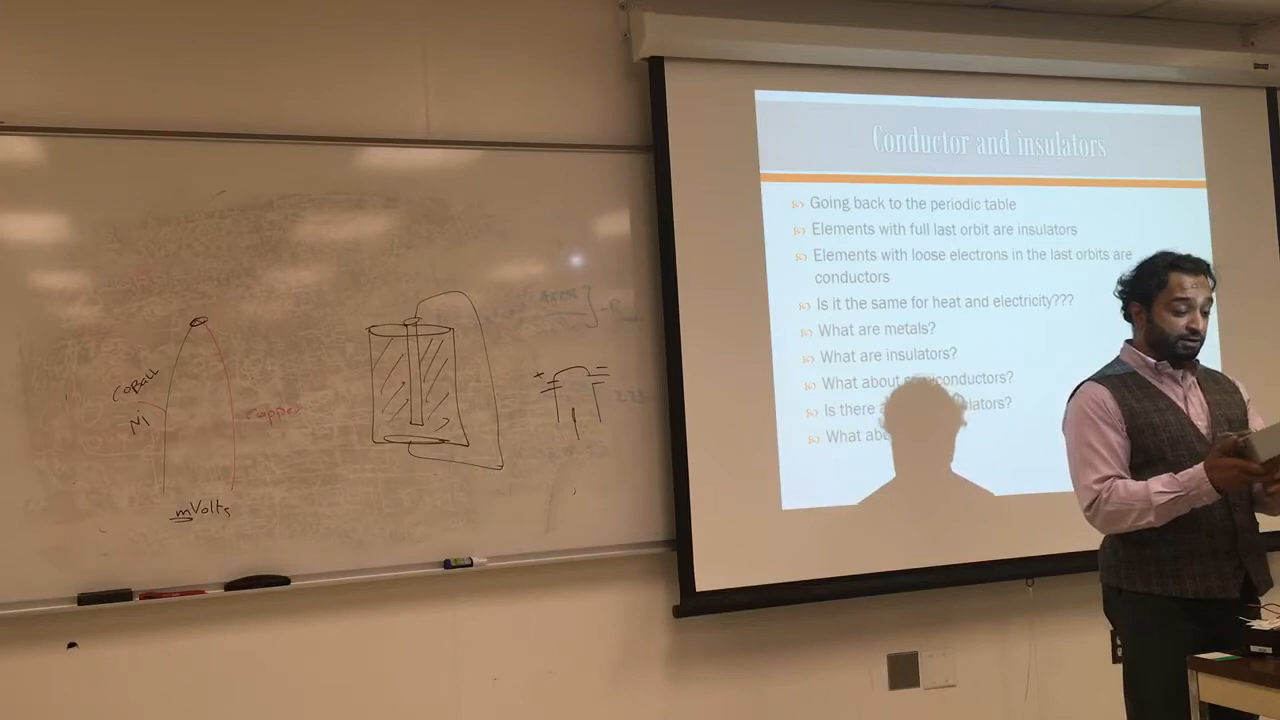 Cobalt
Ni
copper
mVolts
+
Conductor and insulators
Going back to the periodic table
Elements with full last orbit are insulators
Elements with loose electrons in the last orbits are
conductors
Is it the same for heat and electricity???
What are metals?
What are insulators?
What about semiconductors?
Is there
What